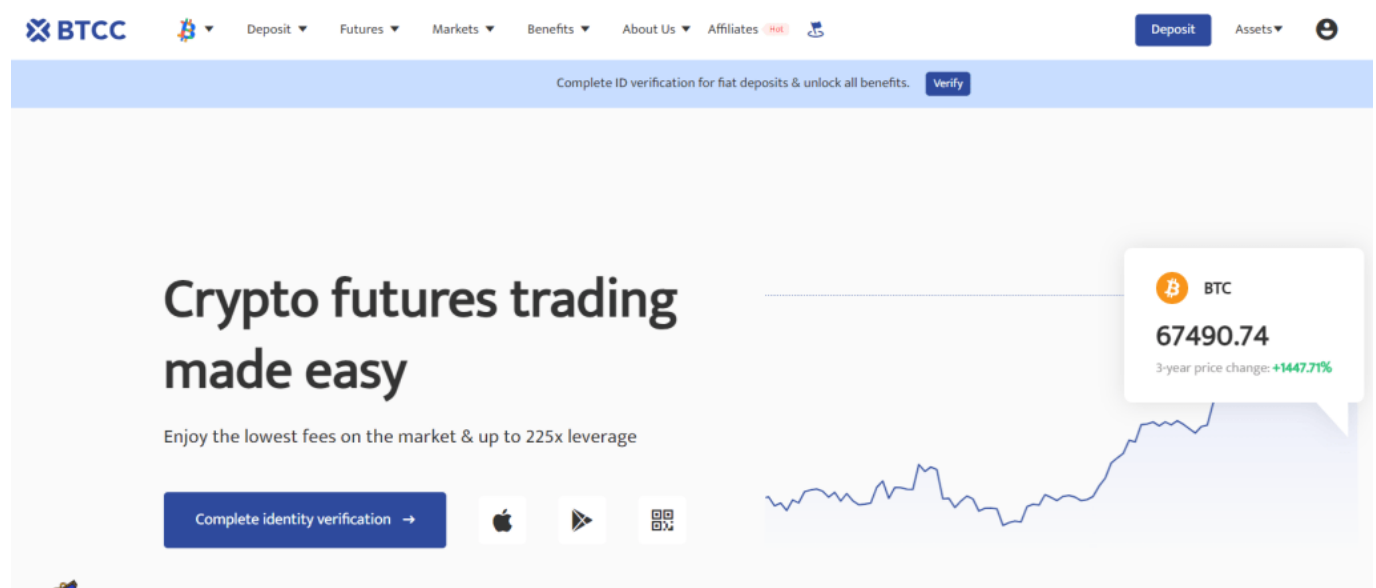 BTCC
Deposit
Futures
Markets
Benefits
About Us
Affiliates
Hot
Deposit
Assets
Complete ID verification for fiat deposits & unlock all benefits.
Verify
Crypto futures trading
made easy
Enjoy the lowest fees on the market & up to 225x leverage
Complete identity verification →
BTC
67490.74
3-year price change: +1447.71%